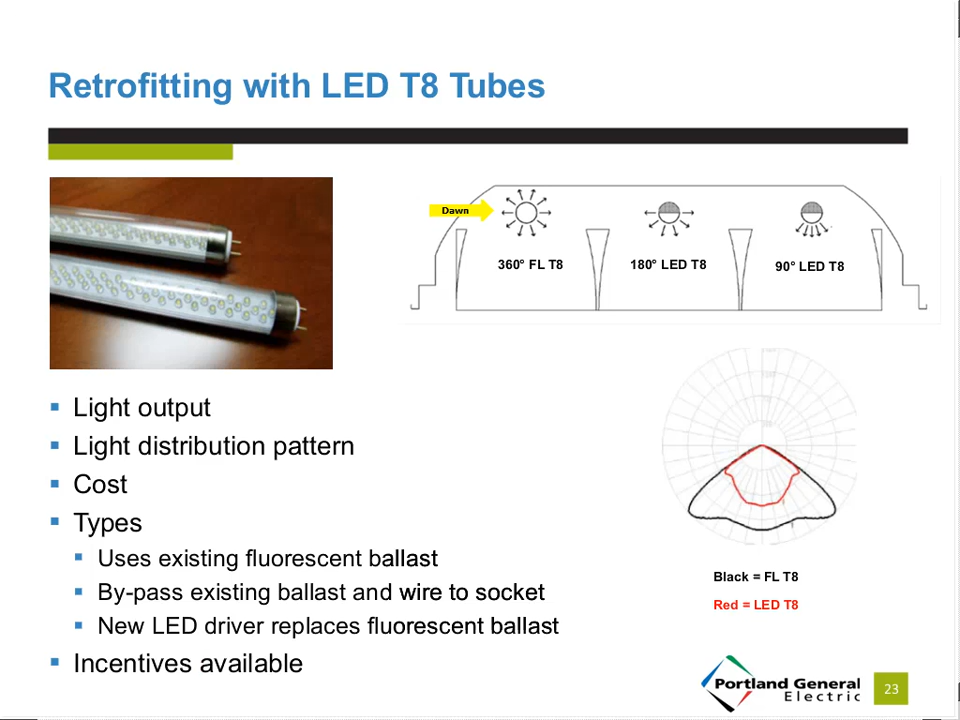 Retrofitting with LED T8 Tubes
Dawn
360° FL T8
180° LED T8
90° LED T8
Light output
Light distribution pattern
Cost
Types
Uses existing fluorescent ballast
By-pass existing ballast and wire to socket
New LED driver replaces fluorescent ballast
Incentives available
Black = FL T8
Red = LED T8
Portland General
Electric
23